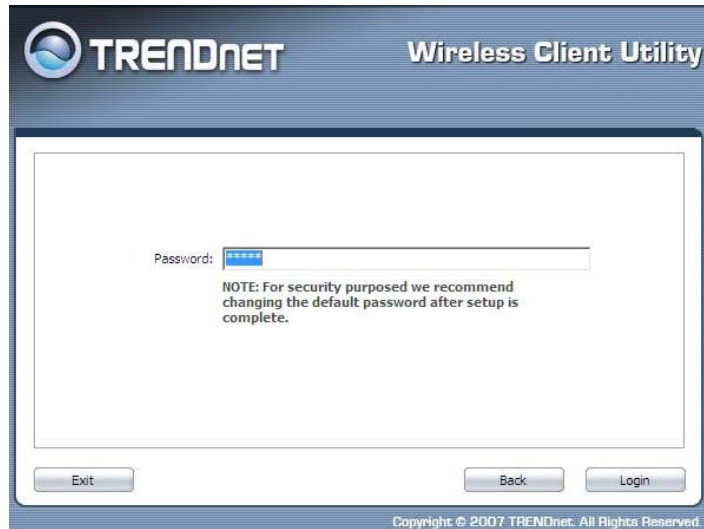 TRENDNET
Wireless Client Utility
Password: *****
NOTE: For security purposed we recommend
changing the default password after setup is
complete.
Exit
Back
Login
Copyright © 2007 TRENDnet. All Rights Reserved.